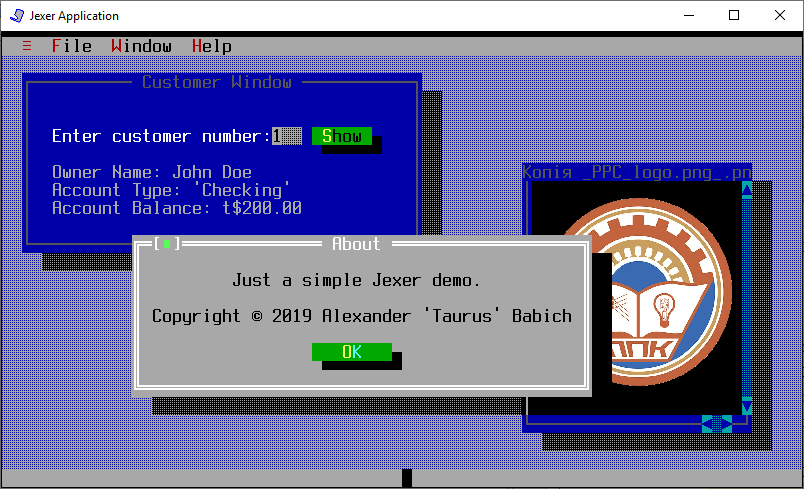 Jexer Application
File Window Help
Customer Window
Enter customer number:1 Show
Owner Name: John Doe
Account Type: 'Checking'
Account Balance: t$200.00
Копія _PPC_logo.png_.pn
ППК
About
Just a simple Jexer demo.
Copyright © 2019 Alexander 'Taurus' Babich
OK